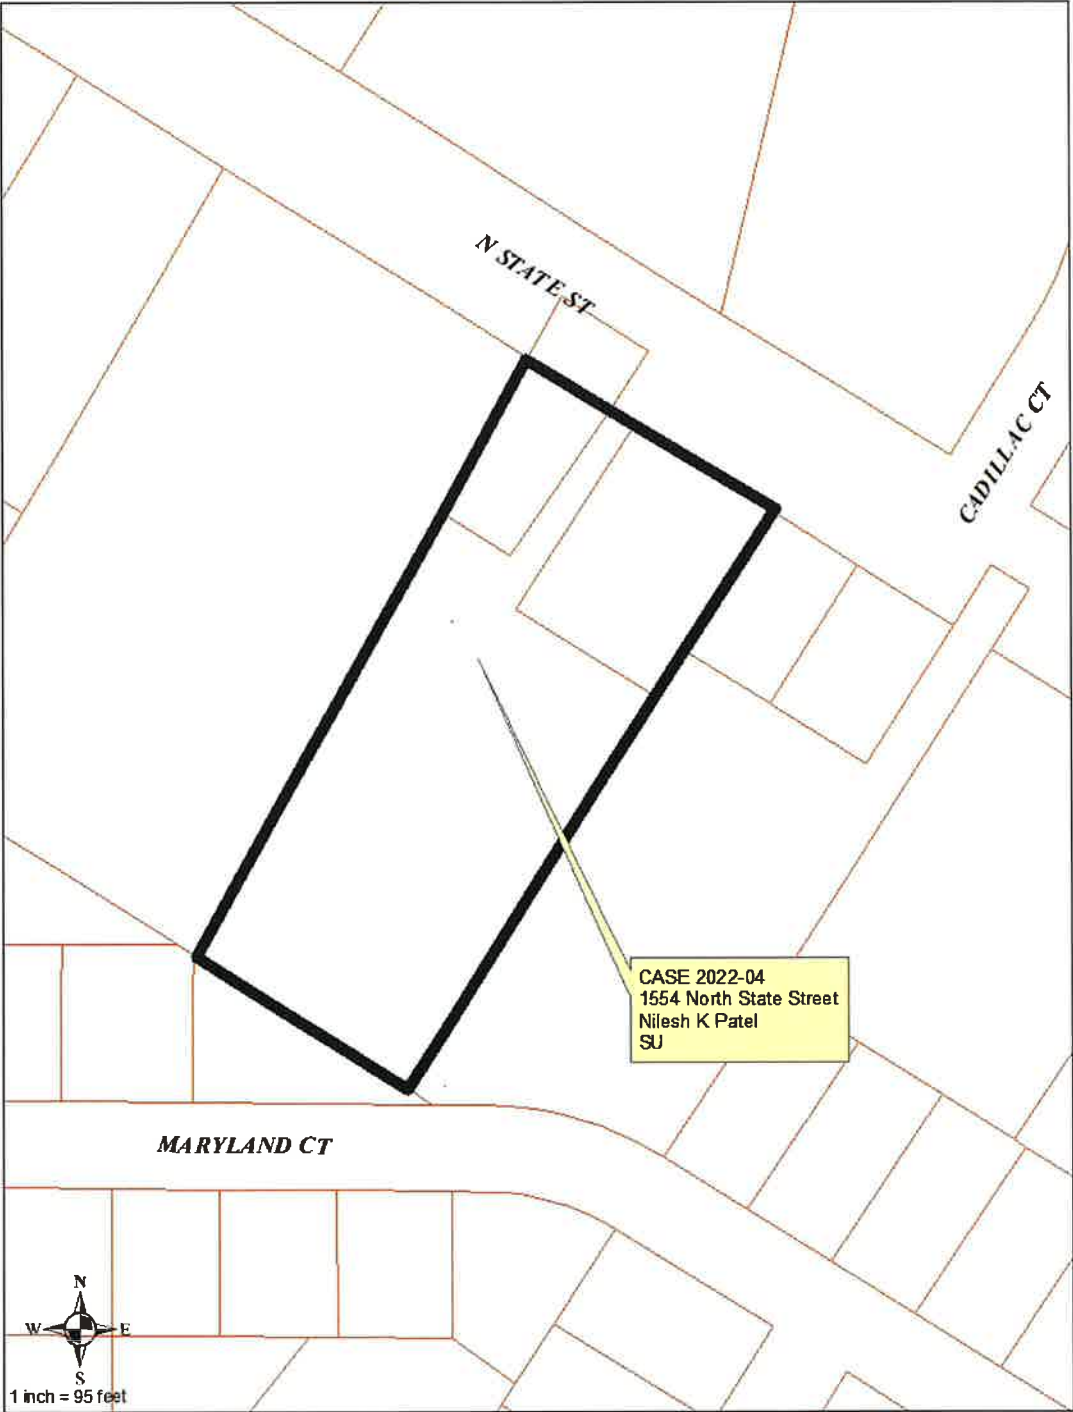 N STATE ST
CADILLAC CT
CASE 2022-04
1554 North State Street
Nilesh K Patel
SU
MARYLAND CT
N
W E
S
1 inch = 95 feet